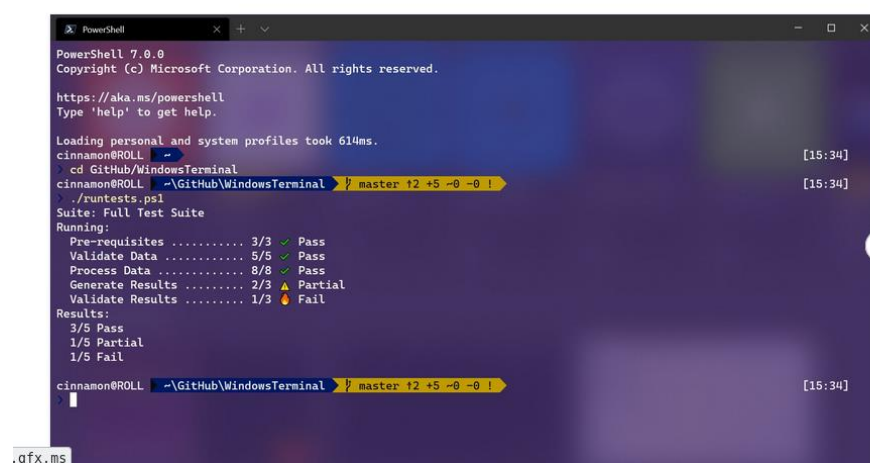 PowerShell
PowerShell 7.0.0
Copyright (c) Microsoft Corporation. All rights reserved.
https://aka.ms/powershell
Type 'help' to get help.
Loading personal and system profiles took 614ms.
cinnamon@ROLL ~ [15:34]
> cd GitHub/WindowsTerminal
cinnamon@ROLL ~\GitHub\WindowsTerminal master ↑2 +5 ~0 -0 ! [15:34]
> ./runtests.ps1
Suite: Full Test Suite
Running:
Pre-requisites ........... 3/3 ✓ Pass
Validate Data ............ 5/5 ✓ Pass
Process Data ............. 8/8 ✓ Pass
Generate Results ......... 2/3 ⚠ Partial
Validate Results ......... 1/3 🔥 Fail
Results:
3/5 Pass
1/5 Partial
1/5 Fail
cinnamon@ROLL ~\GitHub\WindowsTerminal master ↑2 +5 ~0 -0 ! [15:34]
>
.gfx.ms